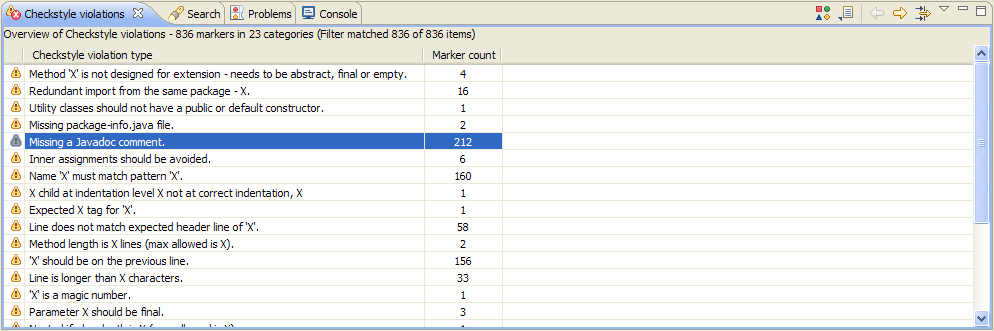 Checkstyle violations Search Problems Console
Overview of Checkstyle violations - 836 markers in 23 categories (Filter matched 836 of 836 items)
Checkstyle violation type Marker count
Method 'X' is not designed for extension - needs to be abstract, final or empty. 4
Redundant import from the same package - X. 16
Utility classes should not have a public or default constructor. 1
Missing package-info.java file. 2
Missing a Javadoc comment. 212
Inner assignments should be avoided. 6
Name 'X' must match pattern 'X'. 160
X child at indentation level X not at correct indentation, X 1
Expected X tag for 'X'. 1
Line does not match expected header line of 'X'. 58
Method length is X lines (max allowed is X). 2
'X' should be on the previous line. 156
Line is longer than X characters. 33
'X' is a magic number. 1
Parameter X should be final. 3